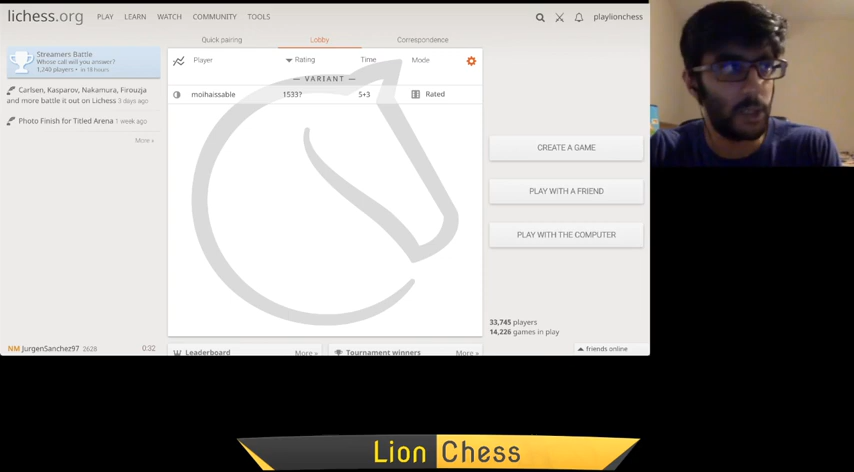 lichess.org PLAY LEARN WATCH COMMUNITY TOOLS playlionchess
Quick pairing Lobby Correspondence
Streamers Battle
Whose call will you answer?
1,240 players • in 18 hours
Carlsen, Kasparov, Nakamura, Firouzja
and more battle it out on Lichess 3 days ago
Photo Finish for Titled Arena 1 week ago
More »
Player Rating Time Mode
— VARIANT —
moihaissable 1533? 5+3 Rated
CREATE A GAME
PLAY WITH A FRIEND
PLAY WITH THE COMPUTER
33,745 players
14,226 games in play
NM JurgenSanchez97 2628 0:32
Leaderboard More »
Tournament winners More »
friends online
Lion Chess